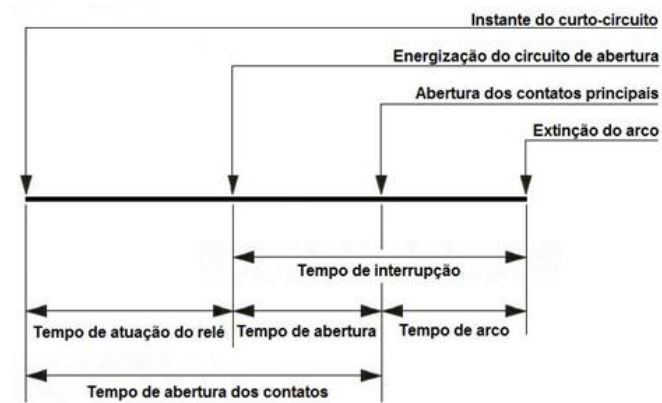 Instante do curto-circuito
Energização do circuito de abertura
Abertura dos contatos principais
Extinção do arco
Tempo de interrupção
Tempo de atuação do relé
Tempo de abertura
Tempo de arco
Tempo de abertura dos contatos